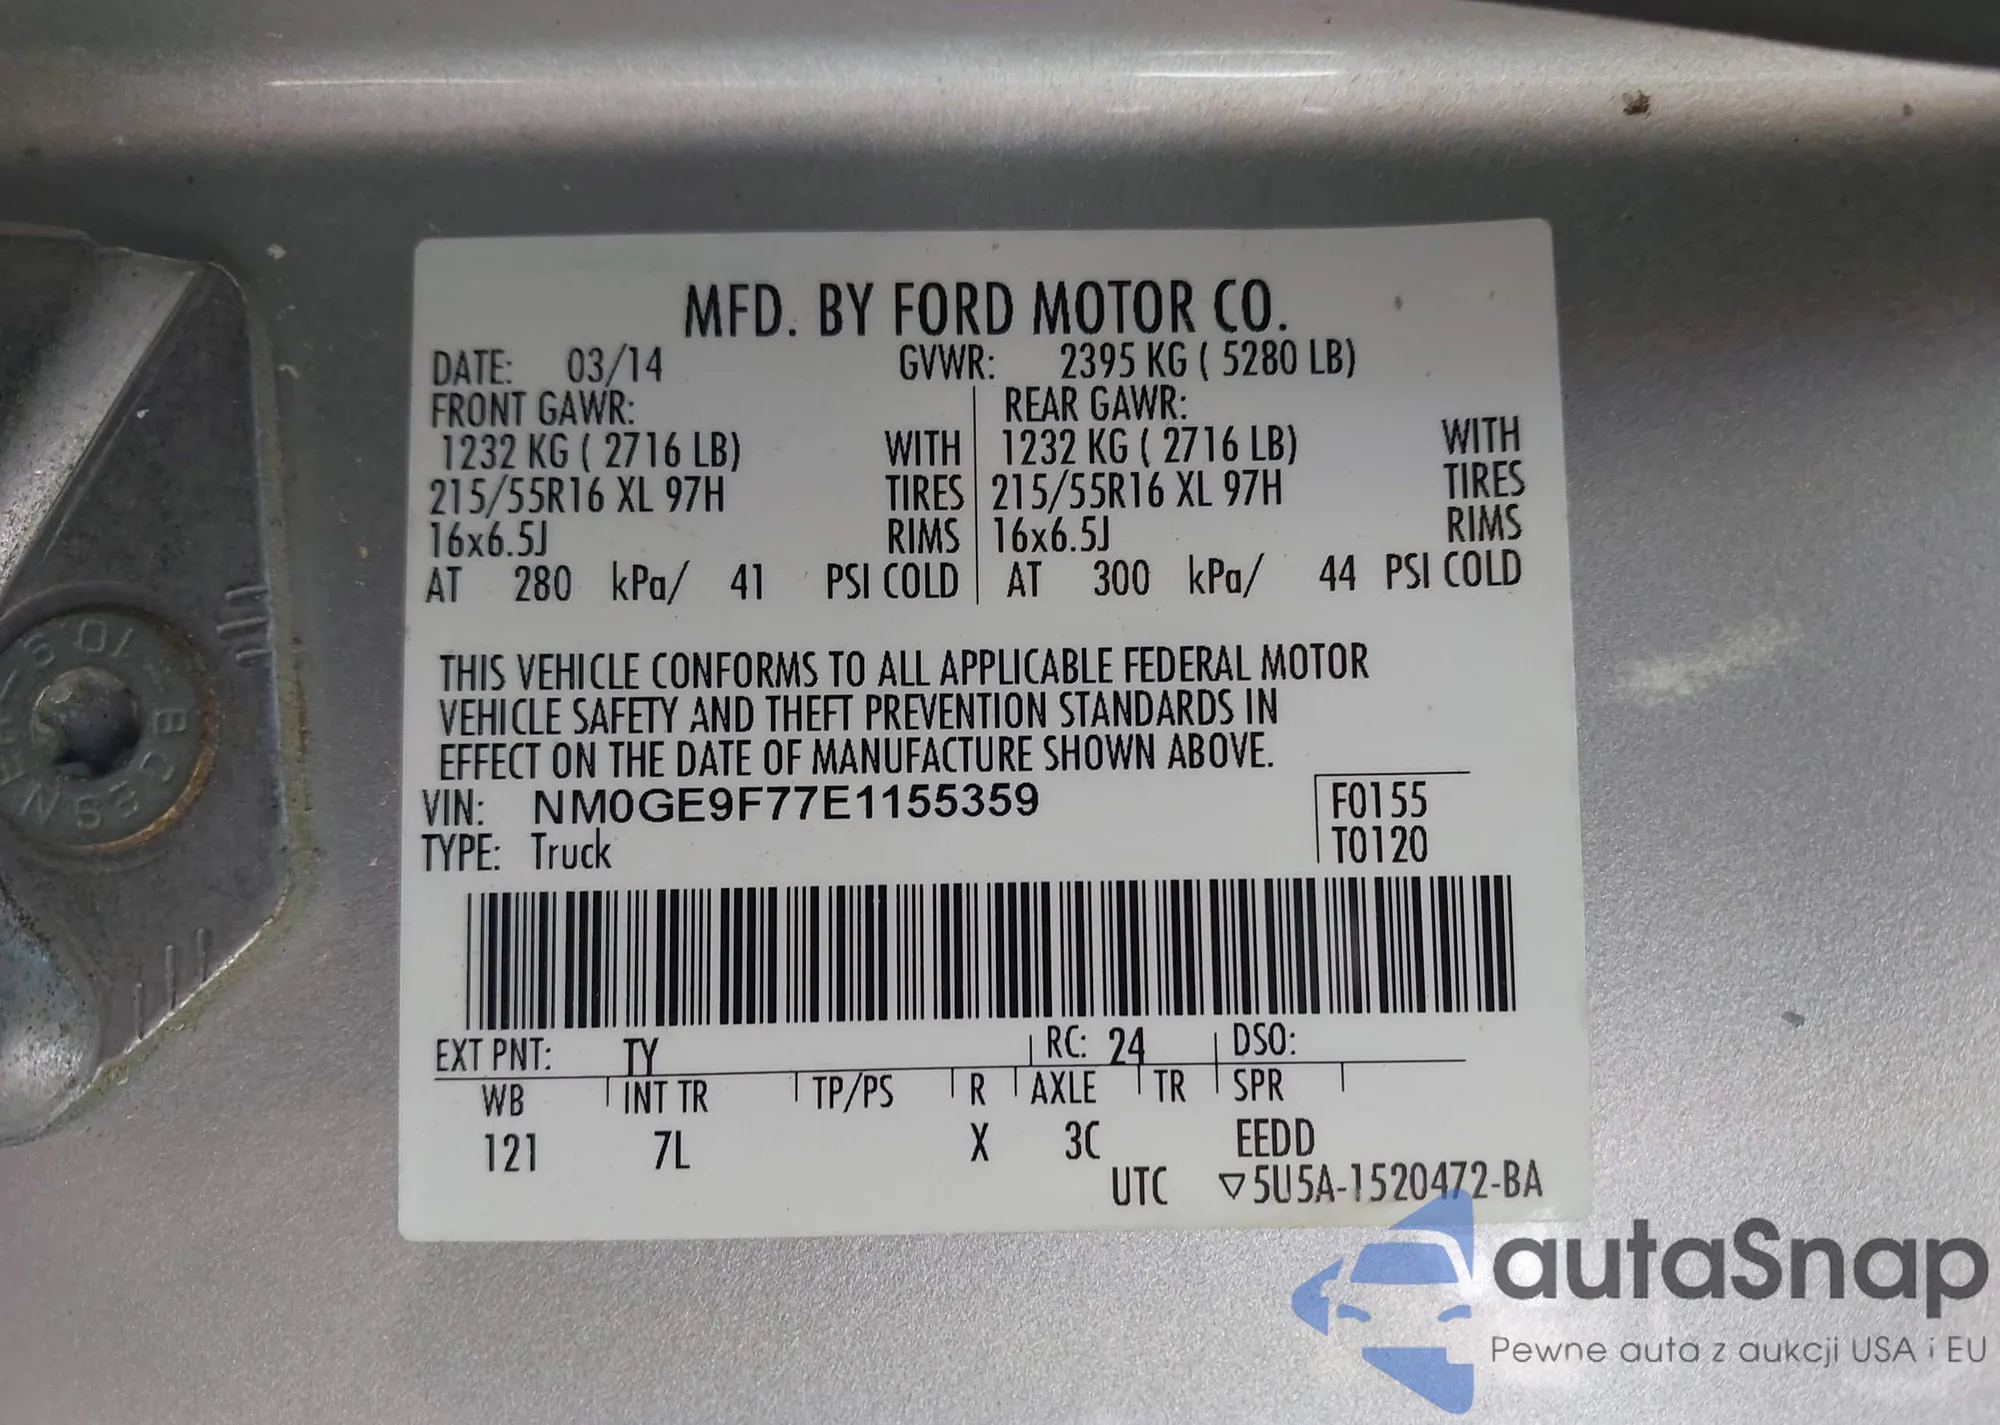 MFD. BY FORD MOTOR CO.
DATE: 03/14 GVWR: 2395 KG ( 5280 LB)
FRONT GAWR: REAR GAWR:
1232 KG ( 2716 LB) WITH 1232 KG ( 2716 LB) WITH
215/55R16 XL 97H TIRES 215/55R16 XL 97H TIRES
16x6.5J RIMS 16x6.5J RIMS
AT 280 kPa/ 41 PSI COLD AT 300 kPa/ 44 PSI COLD
THIS VEHICLE CONFORMS TO ALL APPLICABLE FEDERAL MOTOR
VEHICLE SAFETY AND THEFT PREVENTION STANDARDS IN
EFFECT ON THE DATE OF MANUFACTURE SHOWN ABOVE.
VIN: NM0GE9F77E1155359 F0155
TYPE: Truck T0120
EXT PNT: TY RC: 24 DSO:
WB INT TR TP/PS R AXLE TR SPR
121 7L X 3C EEDD
UTC ▽5U5A-1520472-BA
autaSnap
Pewne auta z aukcji USA i EU